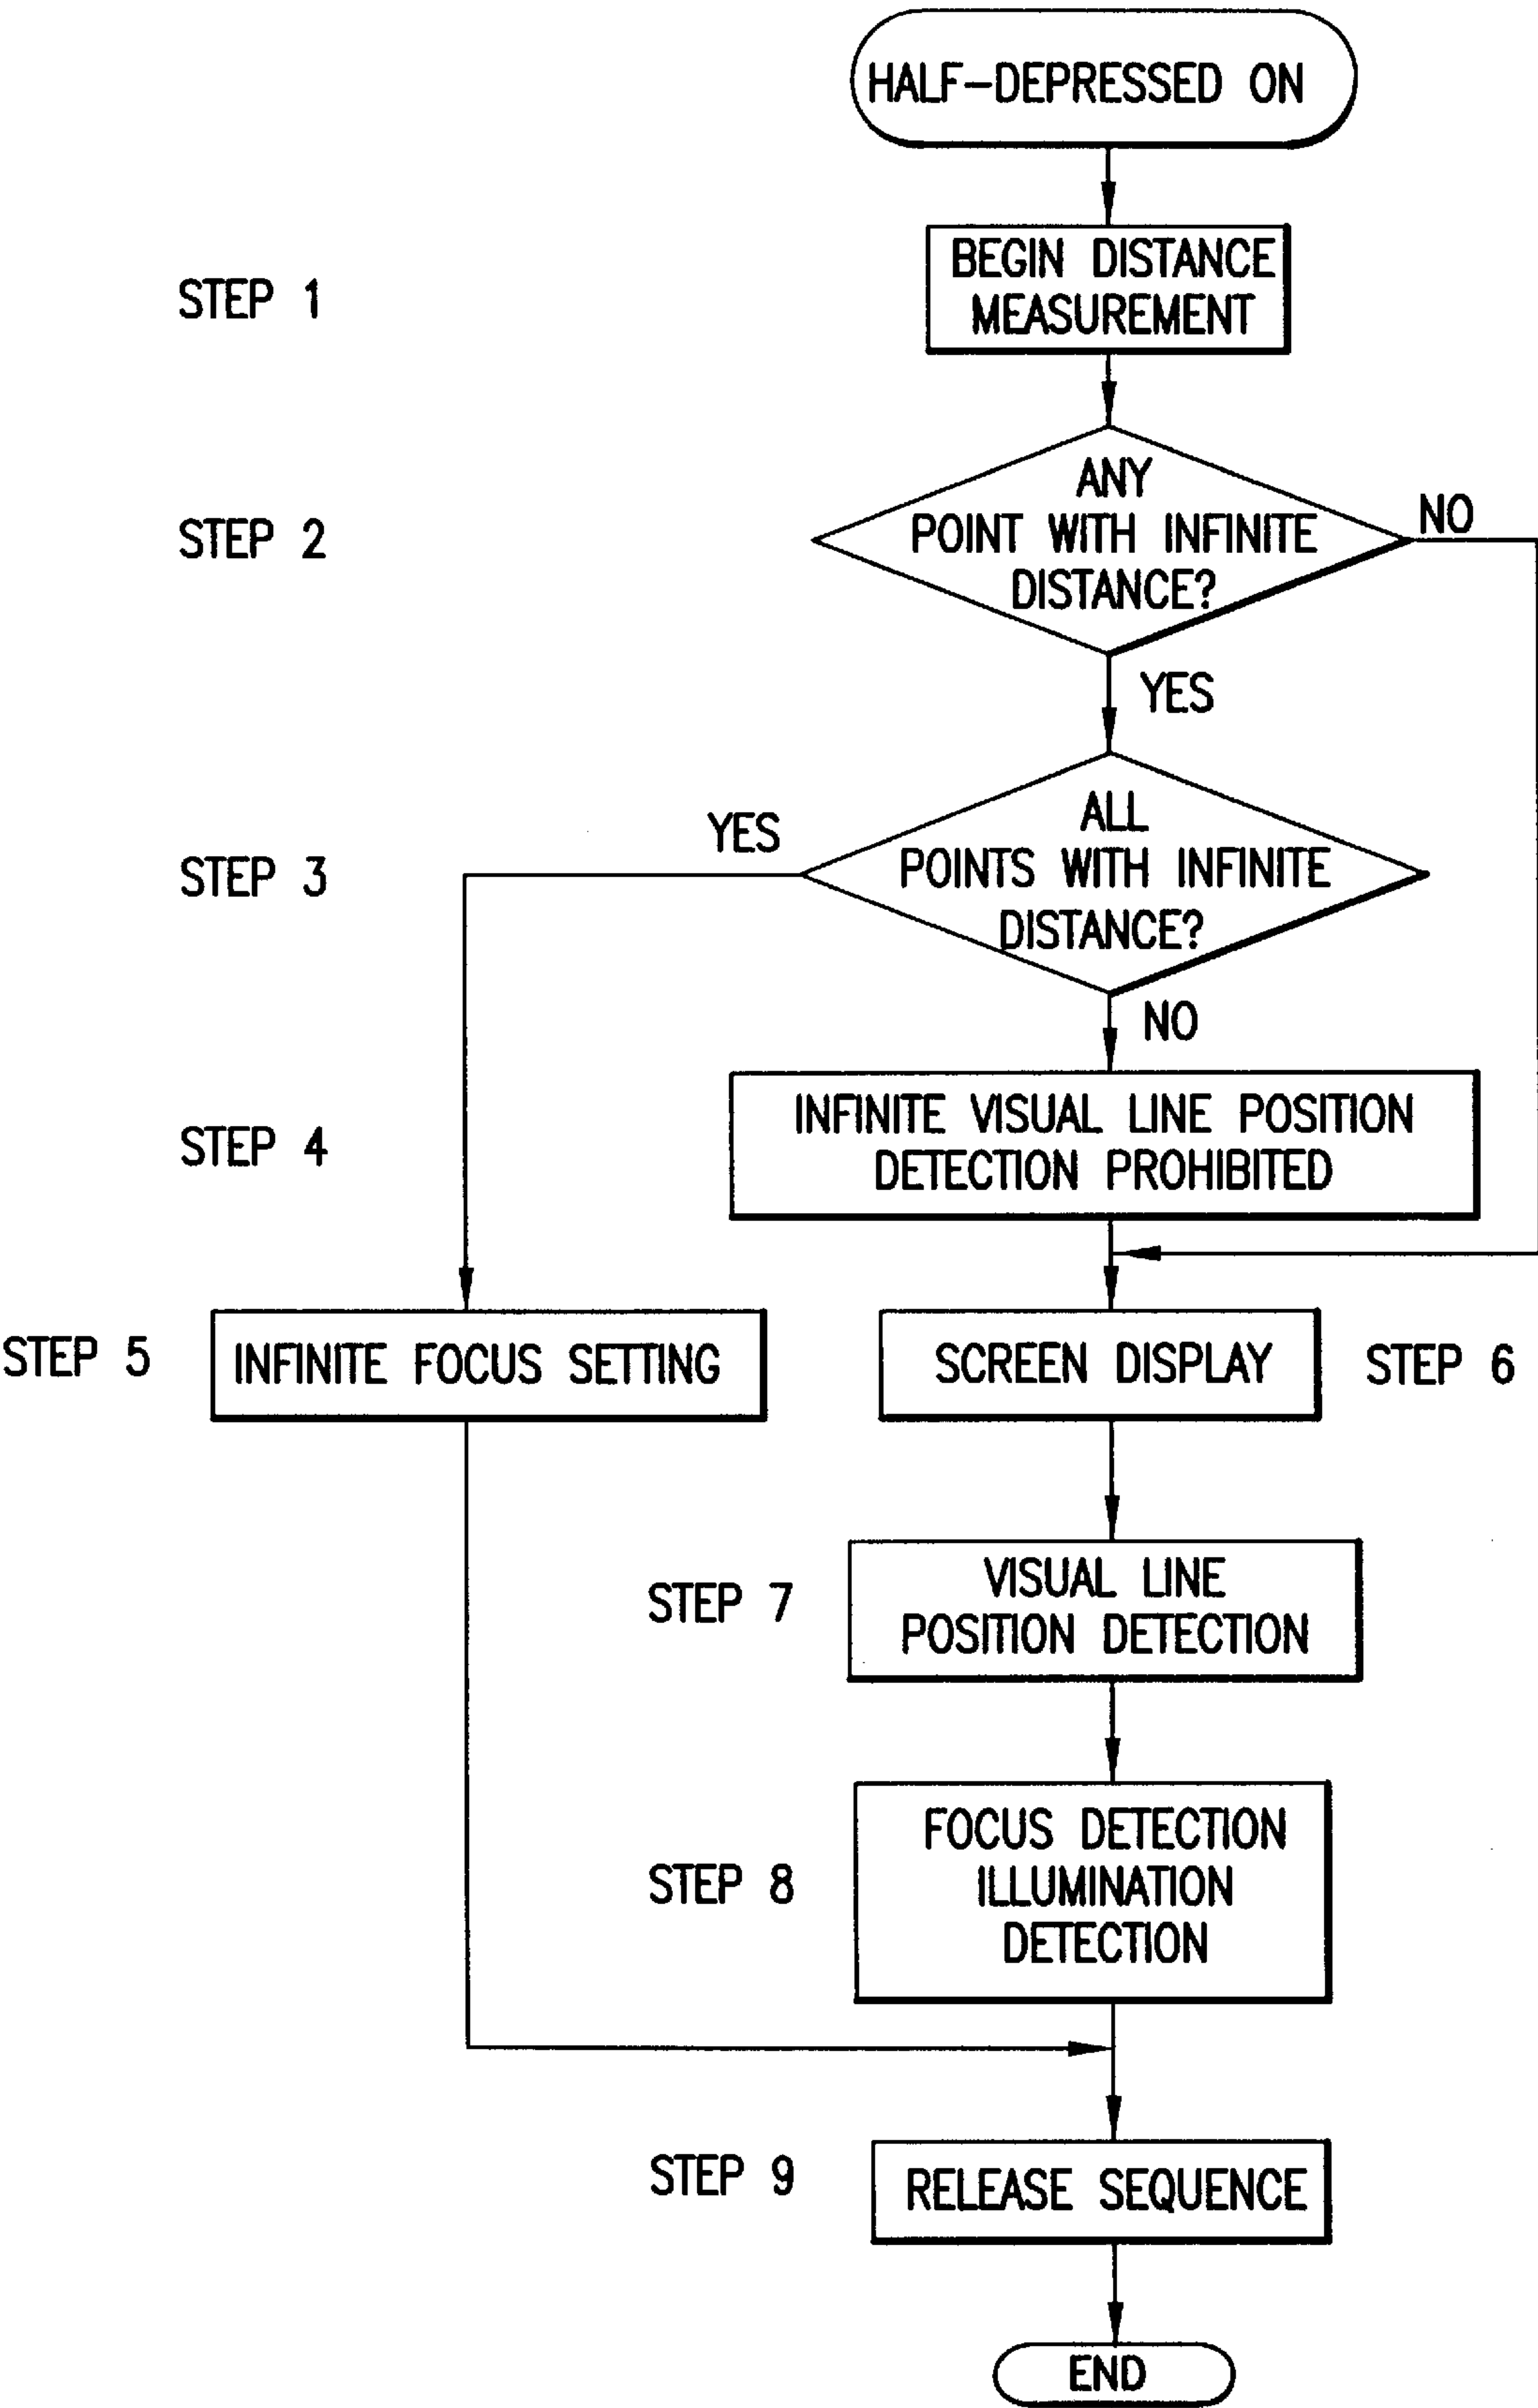 HALF-DEPRESSED ON
STEP 1
BEGIN DISTANCE
MEASUREMENT
STEP 2
ANY
POINT WITH INFINITE
DISTANCE?
NO
YES
STEP 3
YES
ALL
POINTS WITH INFINITE
DISTANCE?
NO
STEP 4
INFINITE VISUAL LINE POSITION
DETECTION PROHIBITED
STEP 5
INFINITE FOCUS SETTING
SCREEN DISPLAY
STEP 6
STEP 7
VISUAL LINE
POSITION DETECTION
STEP 8
FOCUS DETECTION
ILLUMINATION
DETECTION
STEP 9
RELEASE SEQUENCE
END